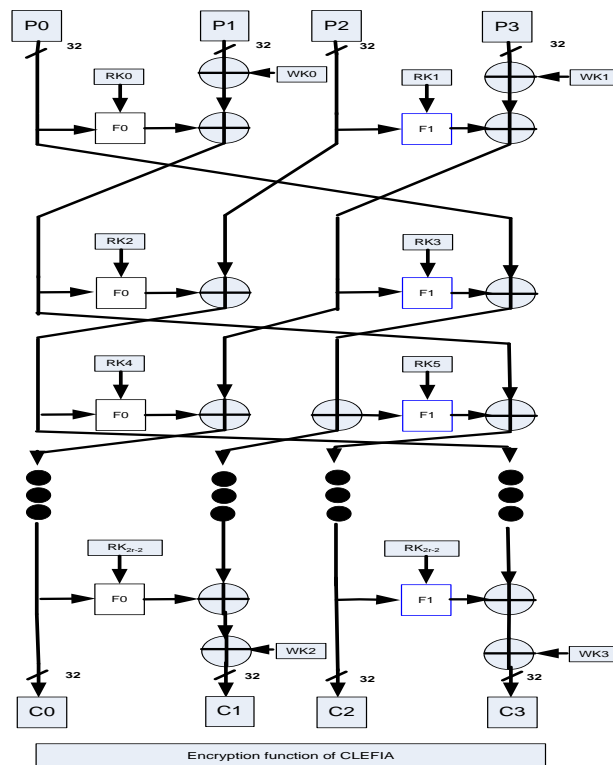 P0 P1 P2 P3
32 32 32 32
RK0 WK0 RK1 WK1
F0 F1
RK2 RK3
F0 F1
RK4 RK5
F0 F1
RK2r-2 RK2r-2
F0 F1
WK2 WK3
32 32 32 32
C0 C1 C2 C3
Encryption function of CLEFIA